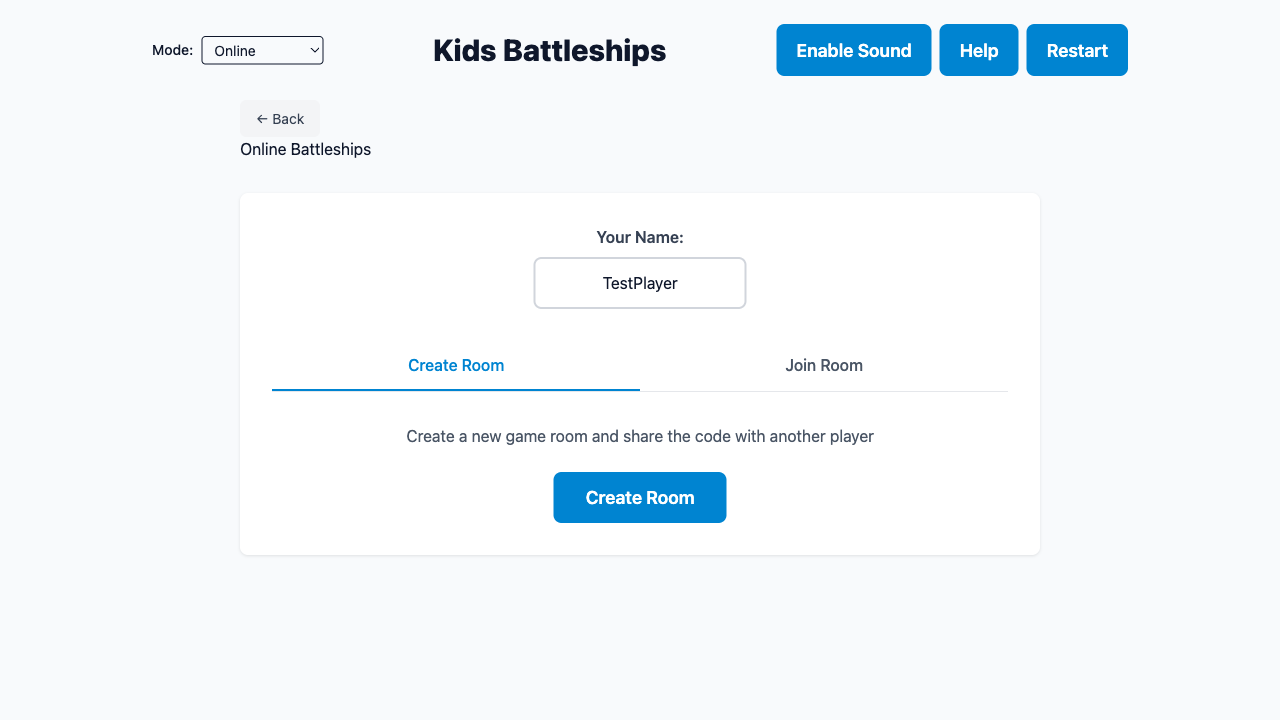 Mode:
Online
Kids Battleships
Enable Sound
Help
Restart
← Back
Online Battleships
Your Name:
TestPlayer
Create Room
Join Room
Create a new game room and share the code with another player
Create Room